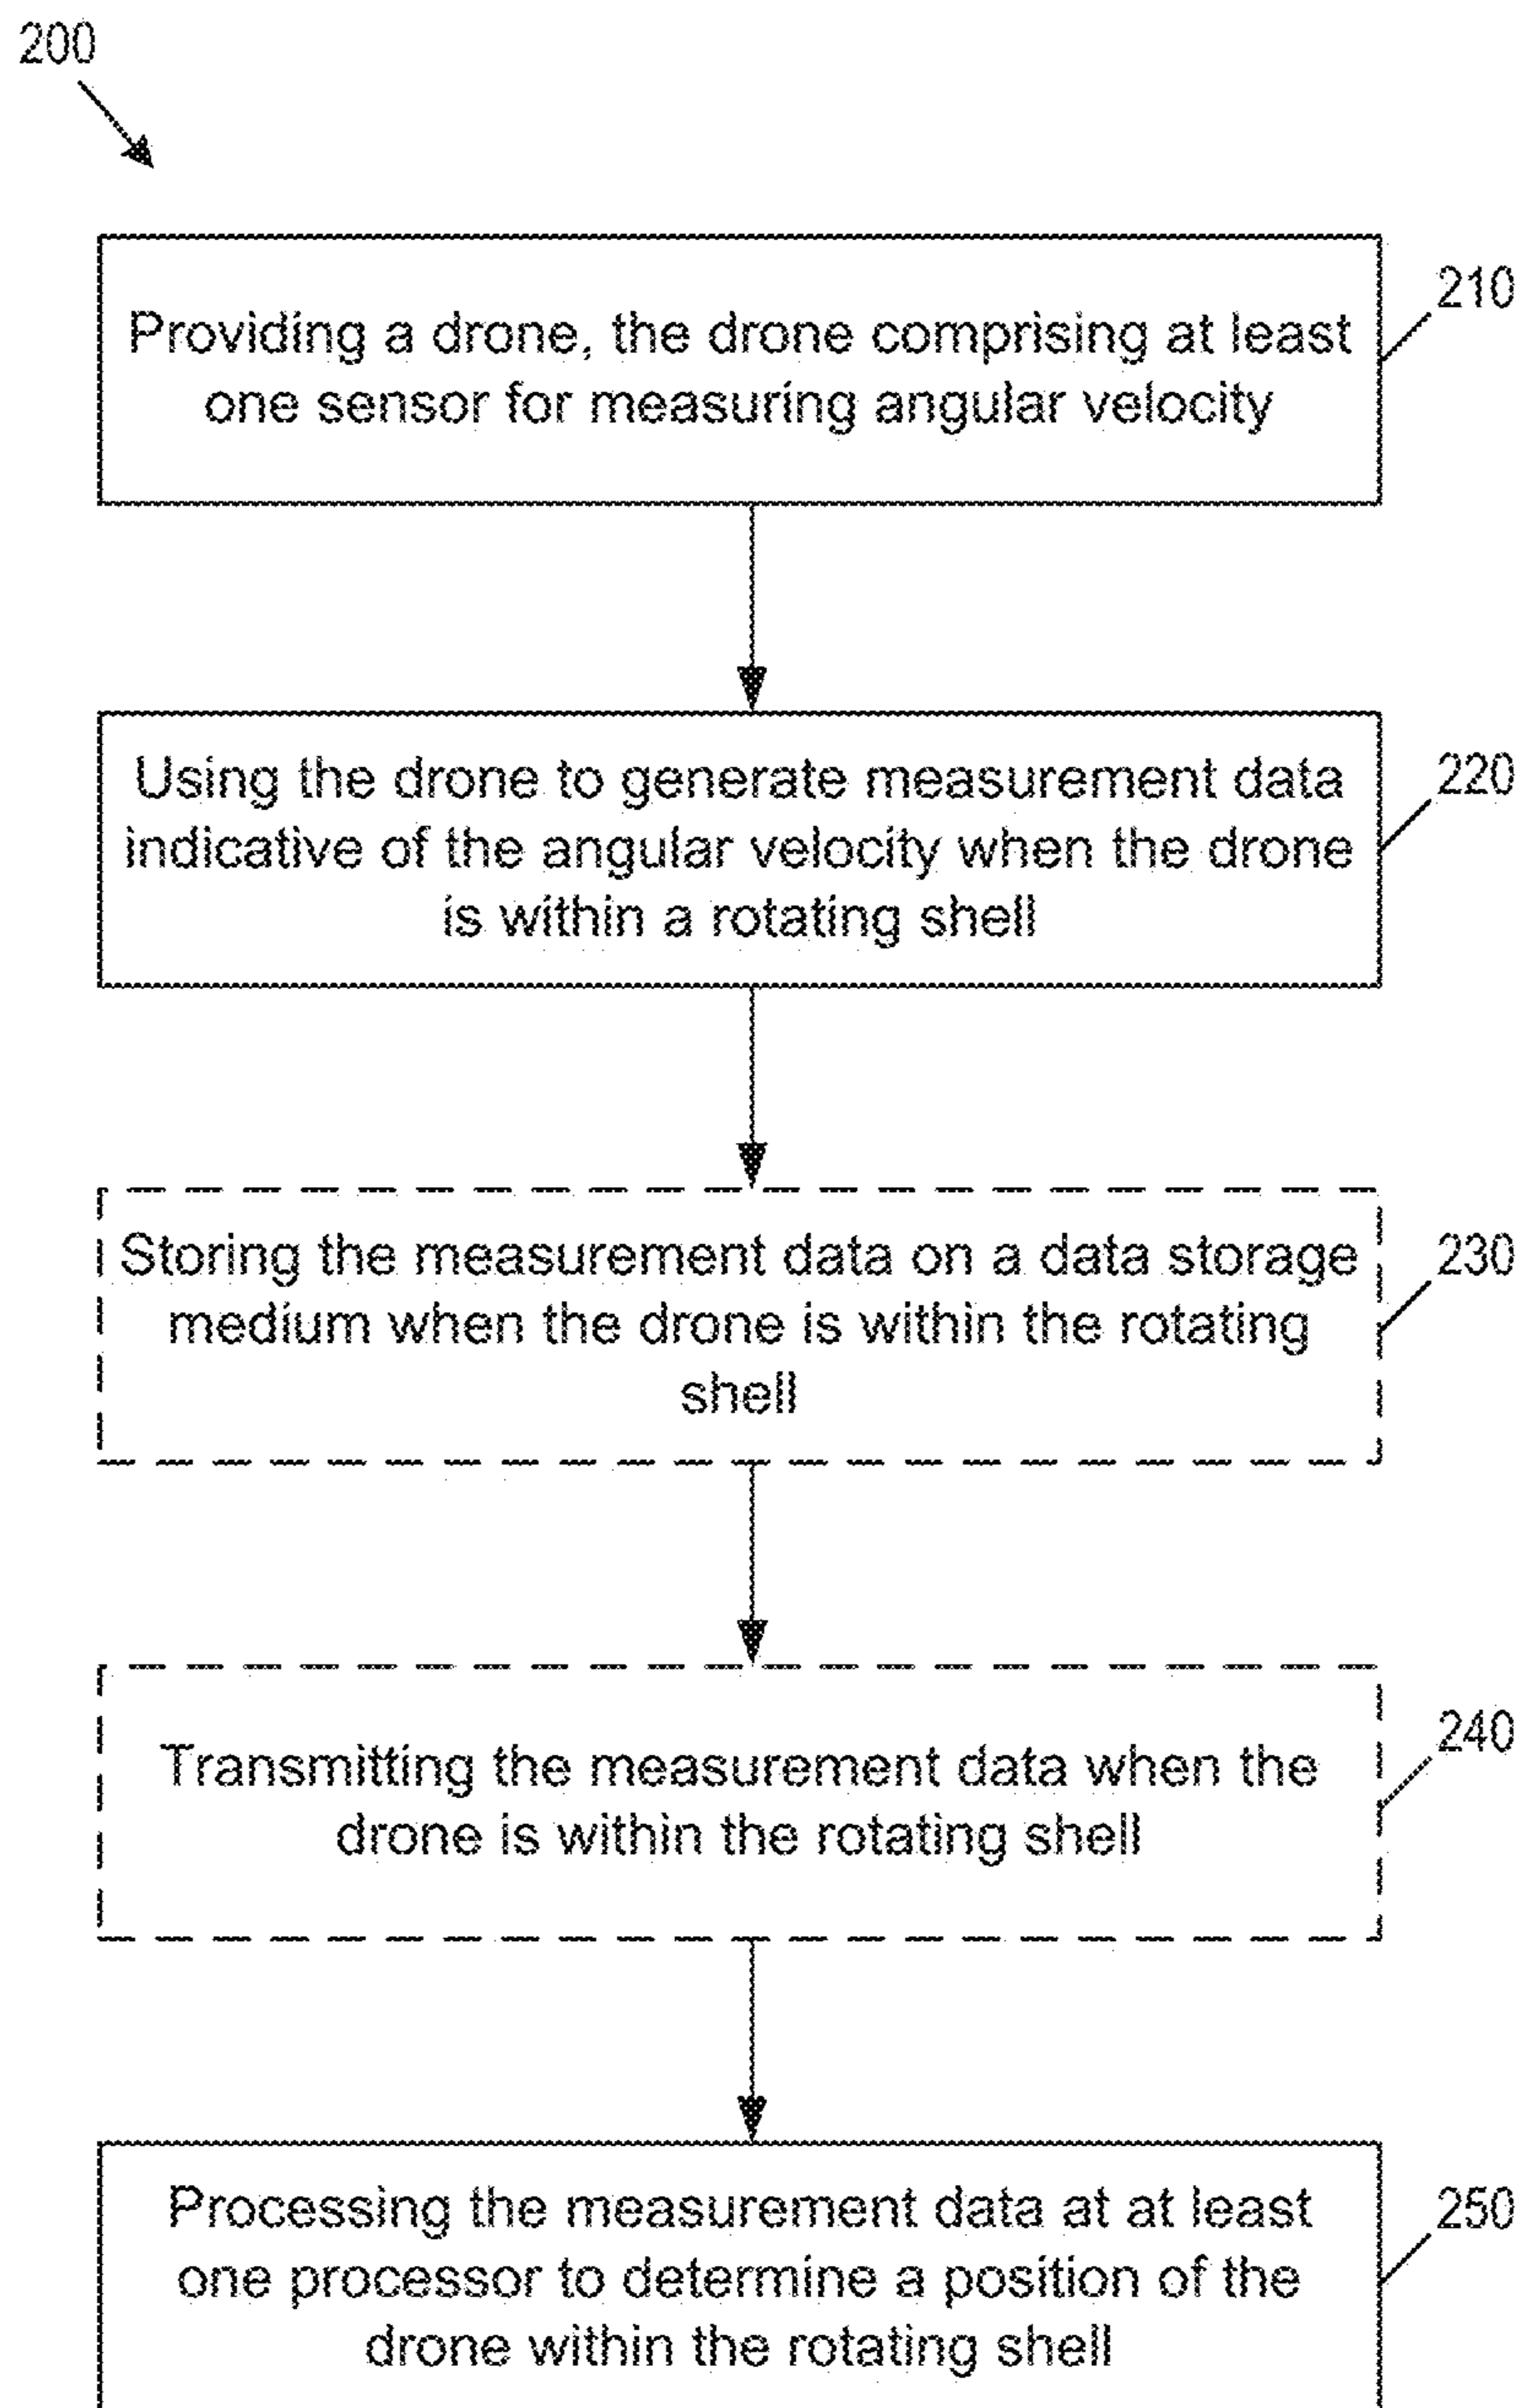 200
Providing a drone, the drone comprising at least
one sensor for measuring angular velocity
210
Using the drone to generate measurement data
indicative of the angular velocity when the drone
is within a rotating shell
220
Storing the measurement data on a data storage
medium when the drone is within the rotating
shell
230
Transmitting the measurement data when the
drone is within the rotating shell
240
Processing the measurement data at at least
one processor to determine a position of the
drone within the rotating shell
250